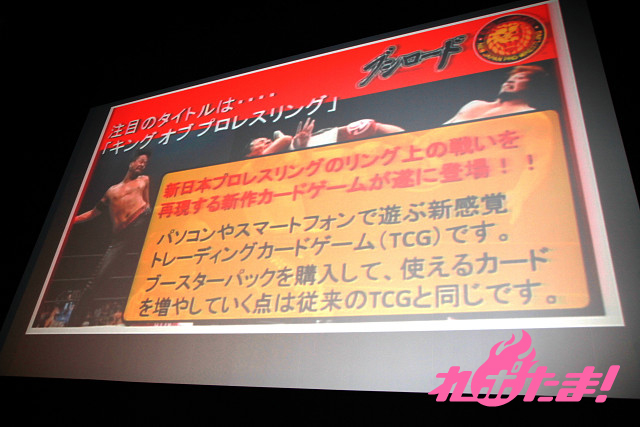 ブシロード
注目のタイトルは・・・・
「キング オブ プロレスリング」
新日本プロレスリングのリング上の戦いを
再現する新作カードゲームが遂に登場！！
パソコンやスマートフォンで遊ぶ新感覚
トレーディングカードゲーム（TCG）です。
ブースターパックを購入して、使えるカード
を増やしていく点は従来のTCGと同じです。
れポたま!